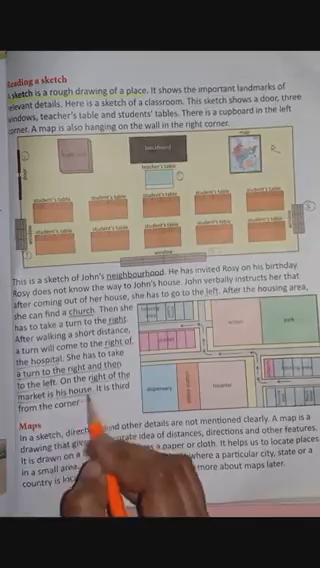 Reading a sketch
A sketch is a rough drawing of a place. It shows the important landmarks of
relevant details. Here is a sketch of a classroom. This sketch shows a door, three
windows, teacher's table and students' tables. There is a cupboard in the left
corner. A map is also hanging on the wall in the right corner.
map
door
blackboard
teacher's table
student's table student's table student's table student's table student's table
student's table student's table student's table student's table student's table
window
window
window
This is a sketch of John's neighbourhood. He has invited Rosy on his birthday.
Rosy does not know the way to John's house. John verbally instructs her that
after coming out of her house, she has to go to the left. After the housing area,
she can find a church. Then she
has to take a turn to the right.
After walking a short distance,
a turn will come to the right of
the hospital. She has to take
a turn to the right and then
to the left. On the right of the
market is his house. It is third
from the corner
park
dispensary
hospital
Maps
In a sketch, and other details are not mentioned clearly. A map is a
drawing that idea of distances, directions and other features.
It is drawn on a paper or cloth. It helps us to locate places
where a particular city, state or
in a small area. more about maps later.
country is